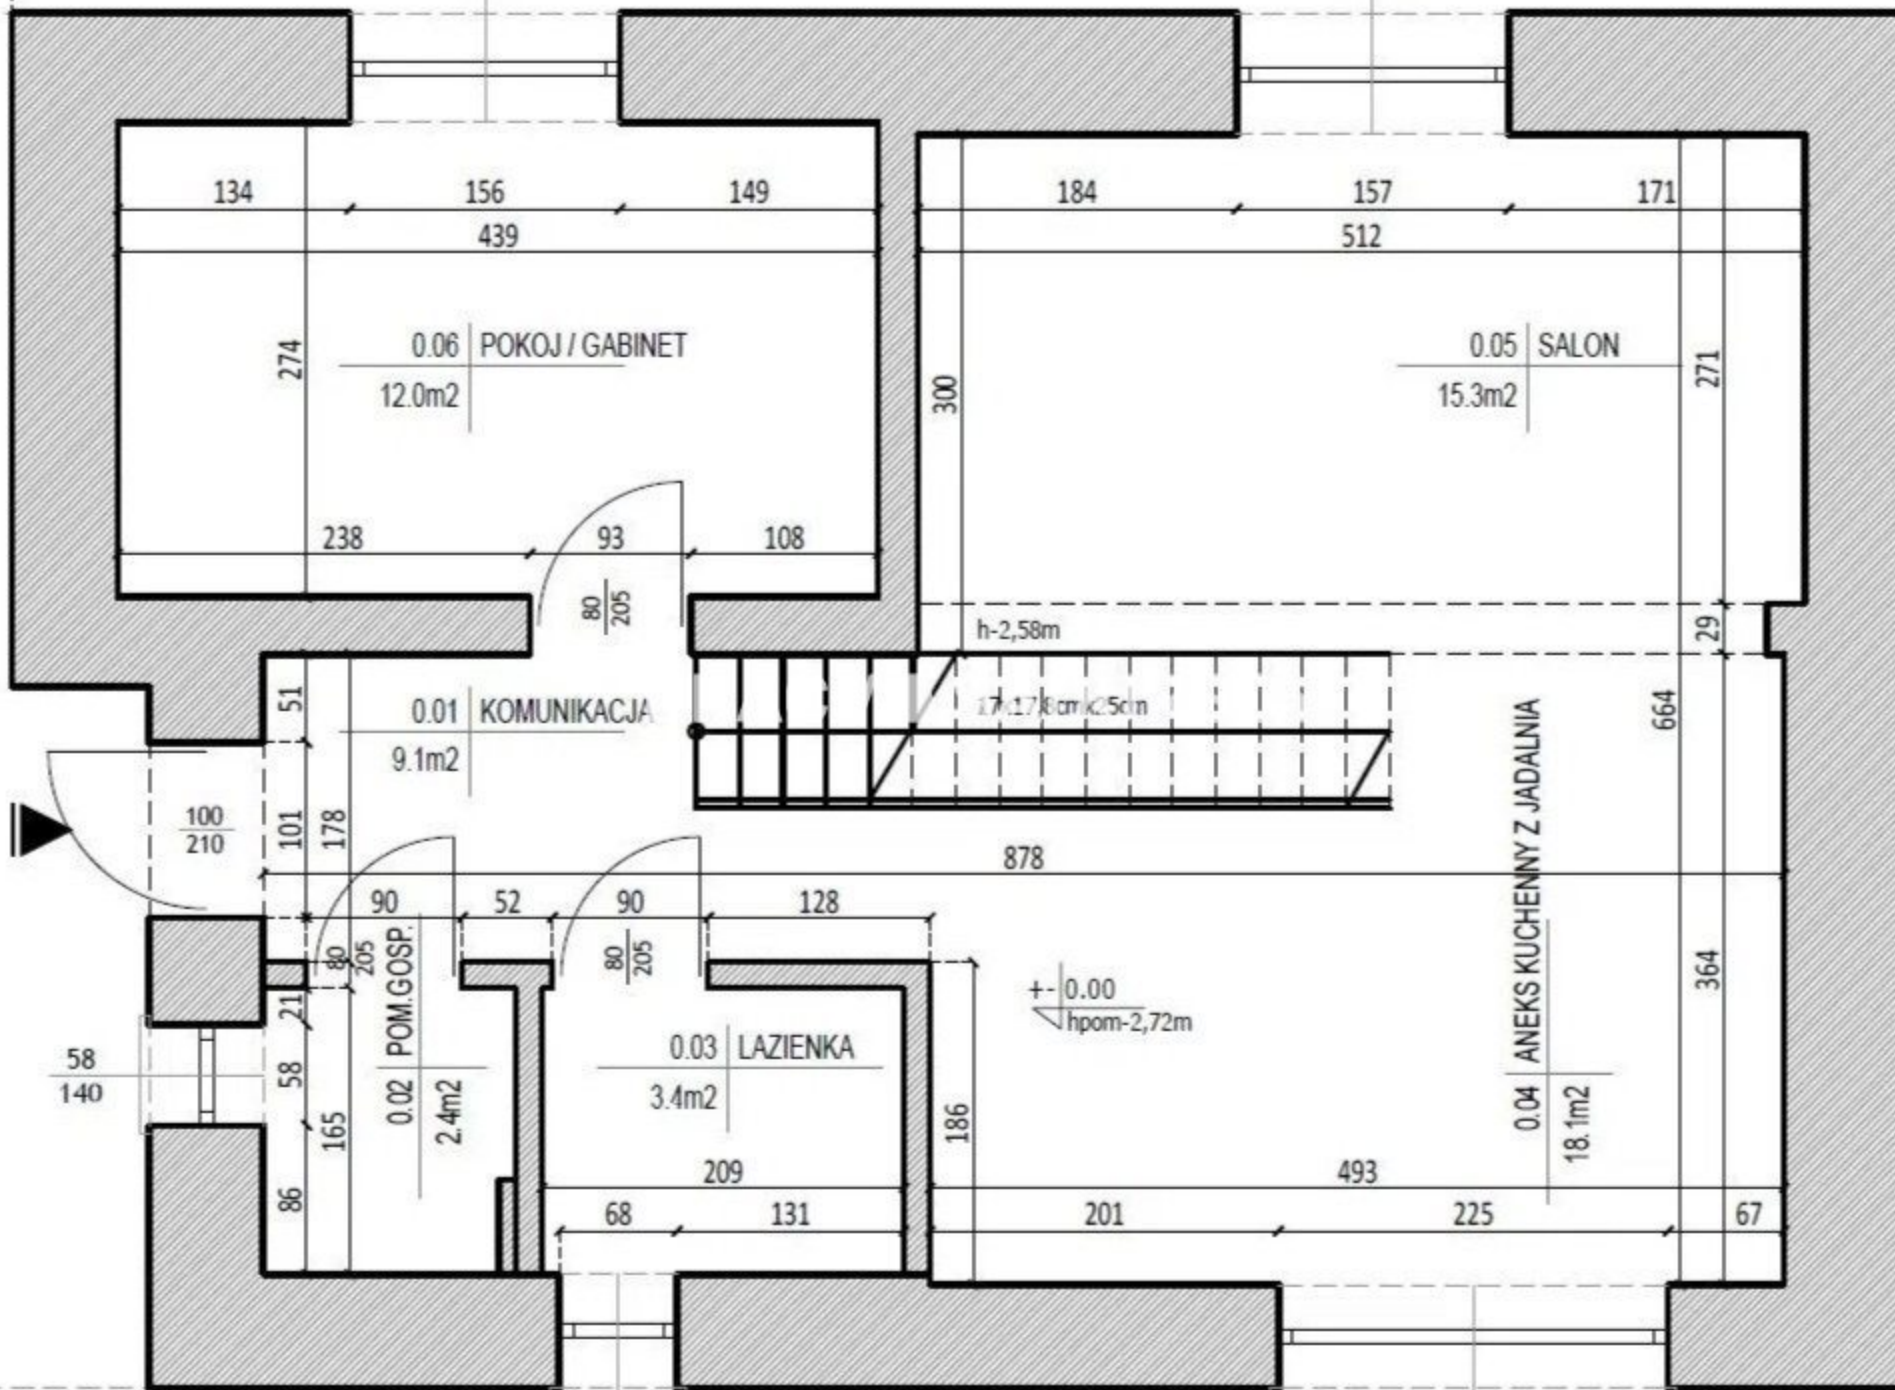 134 156 149
439
184 157 171
512
274
0.06 POKOJ / GABINET
12.0m2
300
0.05 SALON
15.3m2
271
238 93 108
80
205
h-2,58m
29
51
0.01 KOMUNIKACJA
9.1m2
17x17,8cmx25cm
664
100
210
101
178
878
90 52 90 128
80
205
80
205
21
58
140
58
165
86
0.02 POM.GOSP.
2.4m2
0.03 LAZIENKA
3.4m2
209
68 131
186
+- 0.00
hpom-2,72m
0.04 ANEKS KUCHENNY Z JADALNIA
18.1m2
364
493
201 225 67